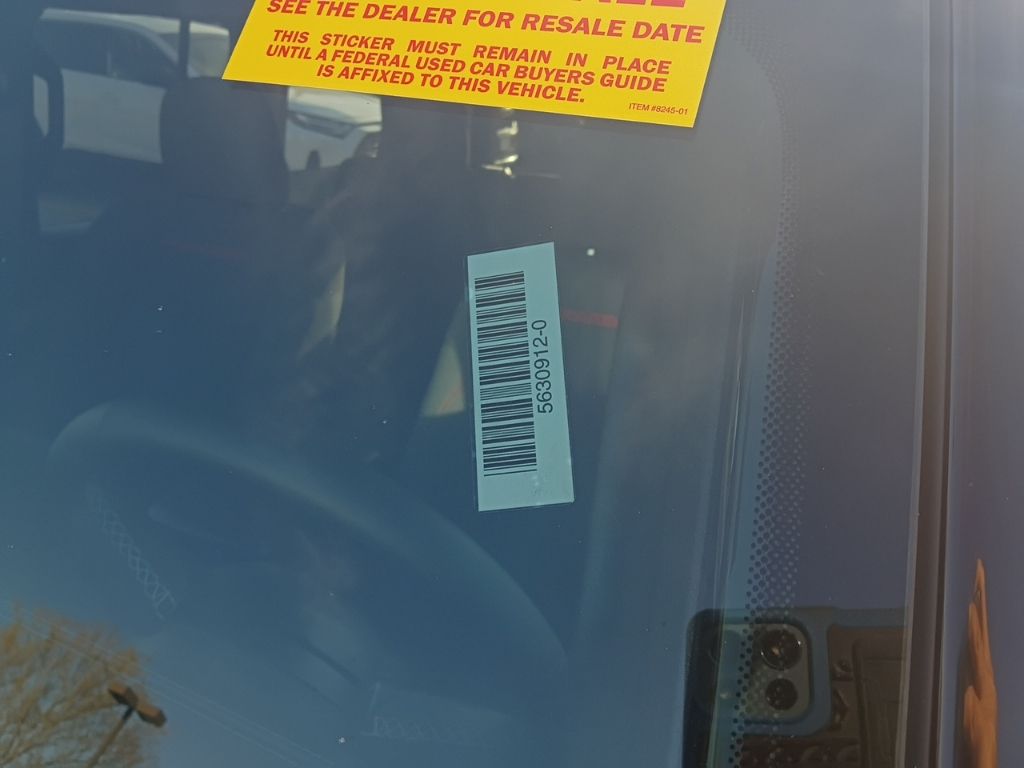 SEE THE DEALER FOR RESALE DATE
THIS STICKER MUST REMAIN IN PLACE
UNTIL A FEDERAL USED CAR BUYERS GUIDE
IS AFFIXED TO THIS VEHICLE.
ITEM #8245-01
5630912-0